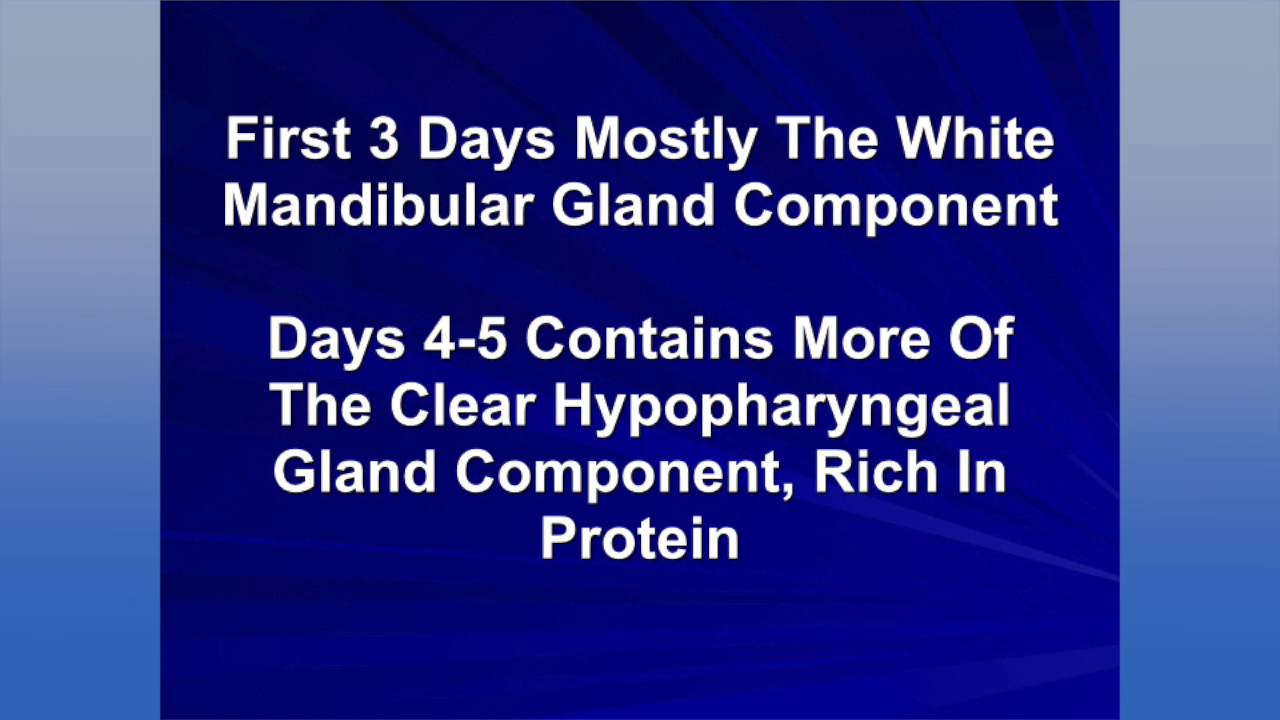 First 3 Days Mostly The White
Mandibular Gland Component
Days 4-5 Contains More Of
The Clear Hypopharyngeal
Gland Component, Rich In
Protein